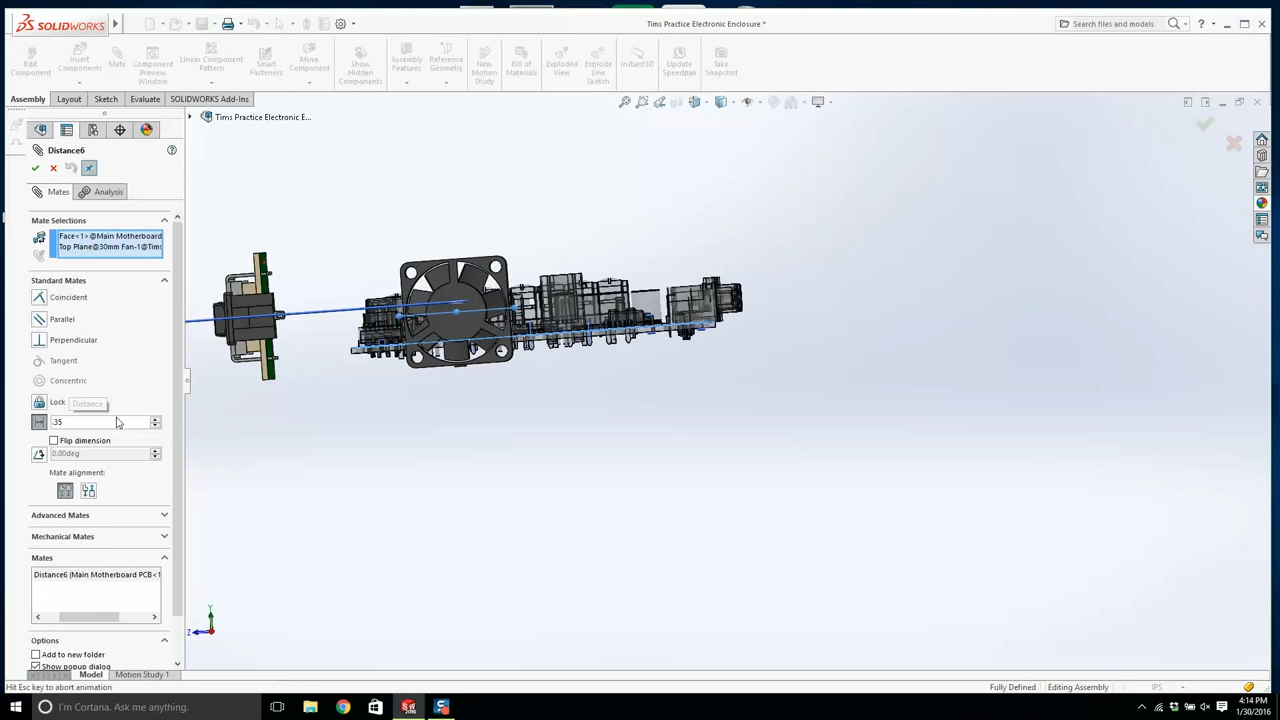 SOLIDWORKS
Tims Practice Electronic Enclosure *
Search files and models
Edit Component
Insert Components
Mate
Component Preview Window
Linear Component Pattern
Smart Fasteners
Move Component
Show Hidden Components
Assembly Features
Reference Geometry
New Motion Study
Bill of Materials
Exploded View
Explode Line Sketch
Instant3D
Update Speedpak
Take Snapshot
Assembly Layout Sketch Evaluate SOLIDWORKS Add-Ins
Tims Practice Electronic E...
Distance6
Mates Analysis
Mate Selections
Face<1>@Main Motherboard
Top Plane@30mm Fan-1@Tims
Standard Mates
Coincident
Parallel
Perpendicular
Tangent
Concentric
Lock
Distance
.35
Flip dimension
0.00deg
Mate alignment:
Advanced Mates
Mechanical Mates
Mates
Distance6 (Main Motherboard PCB<1
Options
Add to new folder
Show popup dialog
Y
Z
Model Motion Study 1
Hit Esc key to abort animation
Fully Defined Editing Assembly IPS
I'm Cortana. Ask me anything.
4:14 PM
1/30/2016